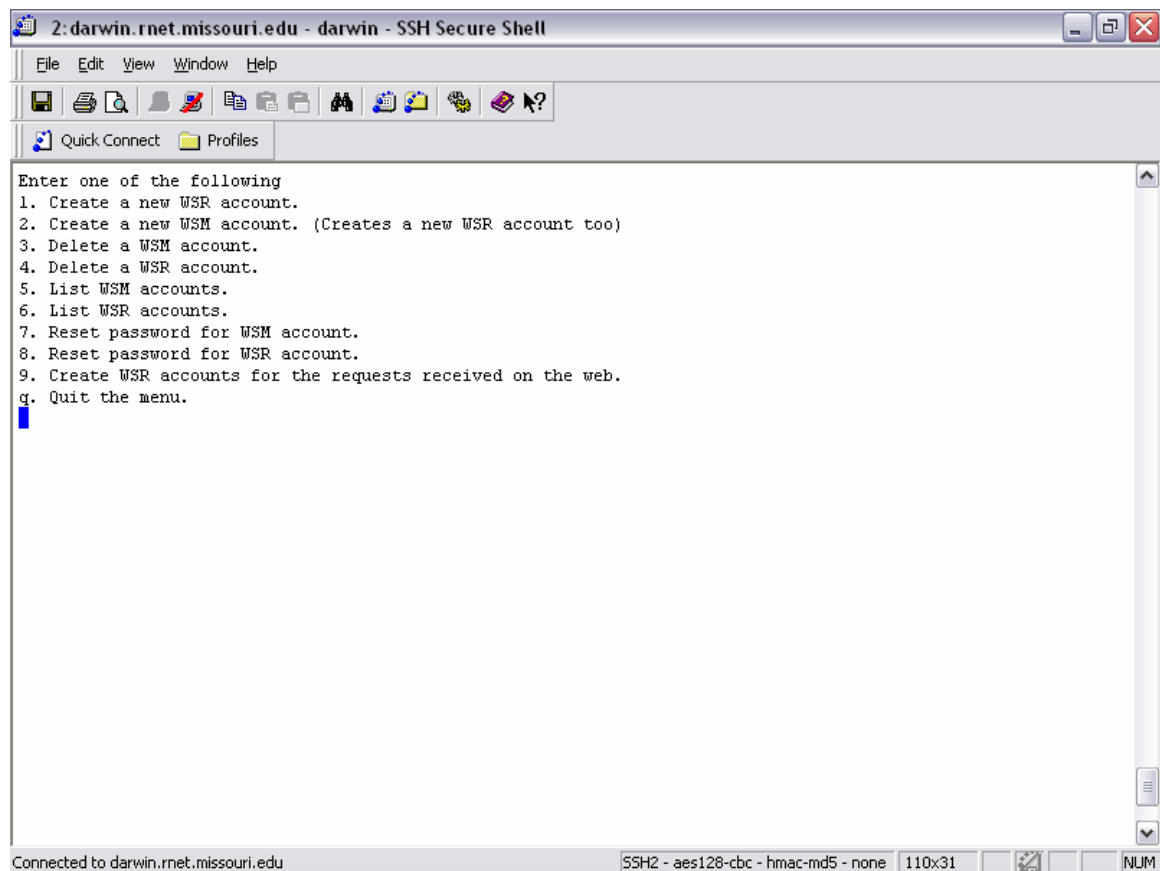 2:darwin.rnet.missouri.edu - darwin - SSH Secure Shell
File Edit View Window Help
Quick Connect Profiles
Enter one of the following
1. Create a new WSR account.
2. Create a new WSM account. (Creates a new WSR account too)
3. Delete a WSM account.
4. Delete a WSR account.
5. List WSM accounts.
6. List WSR accounts.
7. Reset password for WSM account.
8. Reset password for WSR account.
9. Create WSR accounts for the requests received on the web.
q. Quit the menu.
Connected to darwin.rnet.missouri.edu SSH2 - aes128-cbc - hmac-md5 - none 110x31 NUM